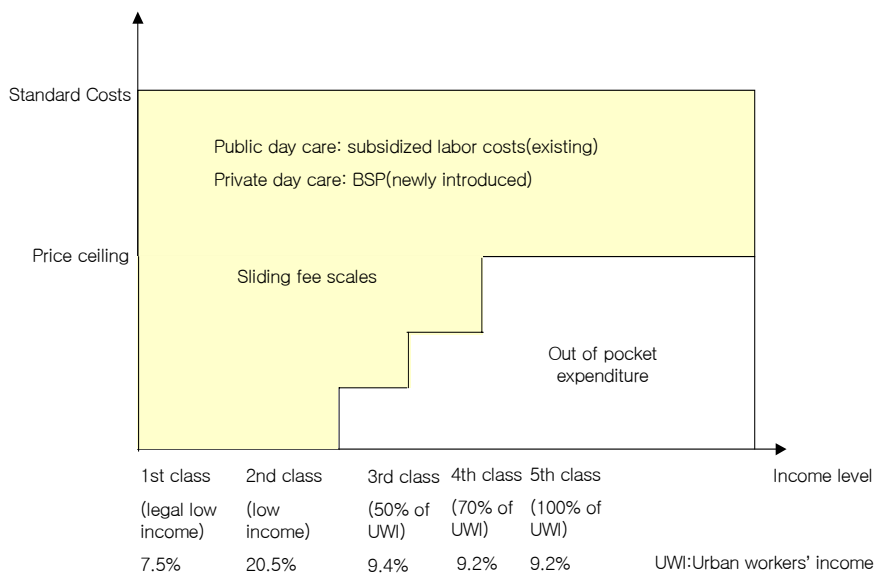 Standard Costs
Public day care: subsidized labor costs(existing)
Private day care: BSP(newly introduced)
Price ceiling
Sliding fee scales
Out of pocket
expenditure
1st class 2nd class 3rd class 4th class 5th class Income level
(legal low (low (50% of (70% of (100% of
income) income) UWI) UWI) UWI)
7.5% 20.5% 9.4% 9.2% 9.2% UWI:Urban workers' income